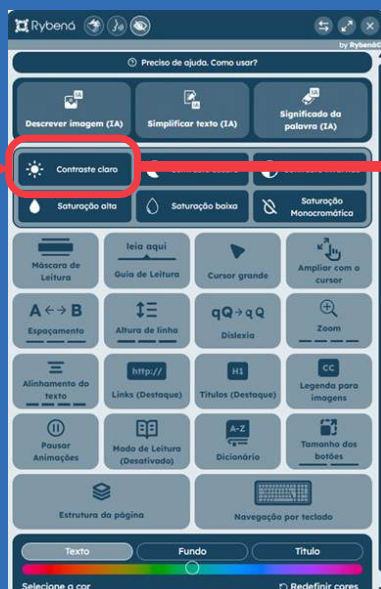 Rybená
by Rybená®
Preciso de ajuda. Como usar?
Descrever imagem (IA)
Simplificar texto (IA)
Significado da
palavra (IA)
Contraste claro
Saturação
alta
Saturação baixa
Saturação
Monocromática
Máscara de
Leitura
leia aqui
Guia de Leitura
Cursor grande
Ampliar com o
cursor
A ↔ B
Espaçamento
Altura de linha
qQ→qQ
Dislexia
Zoom
Alinhamento do
texto
http://
Links (Destaque)
H1
Títulos (Destaque)
CC
Legenda para
imagens
Pausar
Animações
Modo de Leitura
(Desativado)
A-Z
Dicionário
Tamanho dos
botões
Estrutura da página
Navegação por teclado
Texto
Fundo
Título
Selecione a cor
Redefinir cores